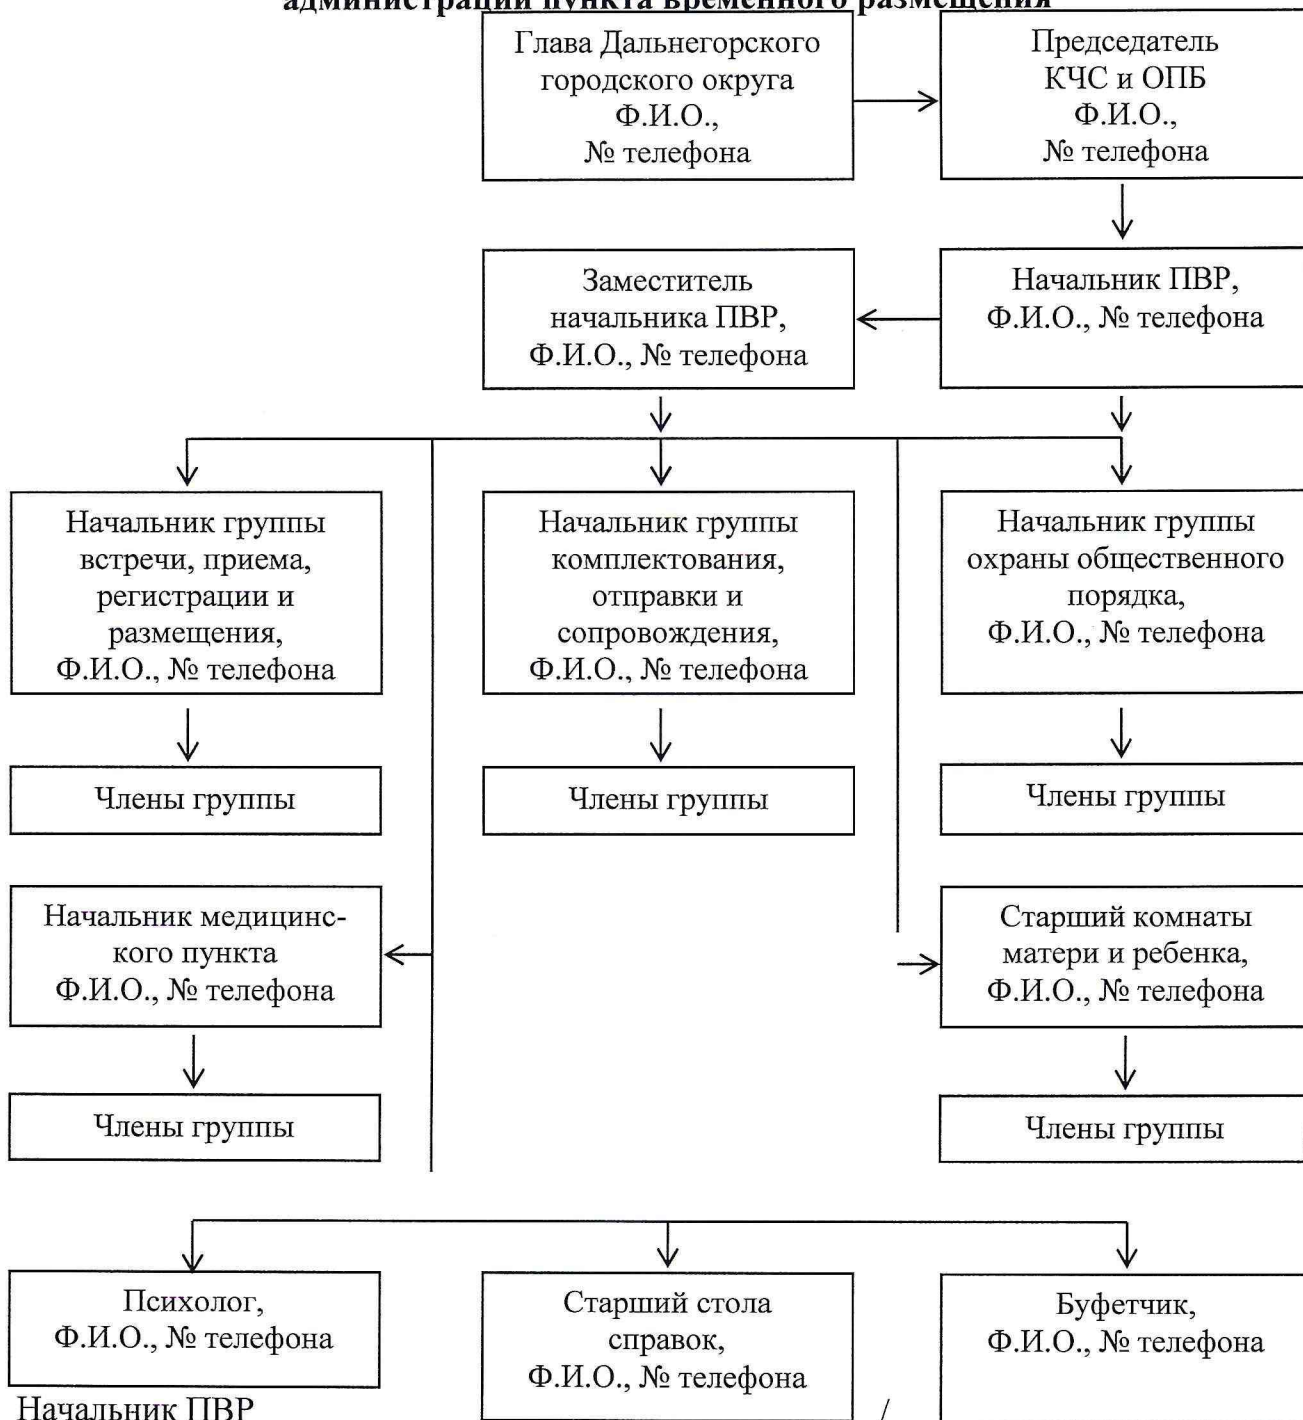 администрации пункта временного размещения
Глава Дальнегорского
городского округа
Ф.И.О.,
№ телефона
Председатель
КЧС и ОПБ
Ф.И.О.,
№ телефона
Заместитель
начальника ПВР,
Ф.И.О., № телефона
Начальник ПВР,
Ф.И.О., № телефона
Начальник группы
встречи, приема,
регистрации и
размещения,
Ф.И.О., № телефона
Начальник группы
комплектования,
отправки и
сопровождения,
Ф.И.О., № телефона
Начальник группы
охраны общественного
порядка,
Ф.И.О., № телефона
Члены группы
Члены группы
Члены группы
Начальник медицинс-
кого пункта
Ф.И.О., № телефона
Старший комнаты
матери и ребенка,
Ф.И.О., № телефона
Члены группы
Члены группы
Психолог,
Ф.И.О., № телефона
Старший стола
справок,
Ф.И.О., № телефона
Буфетчик,
Ф.И.О., № телефона
Начальник ПВР
/